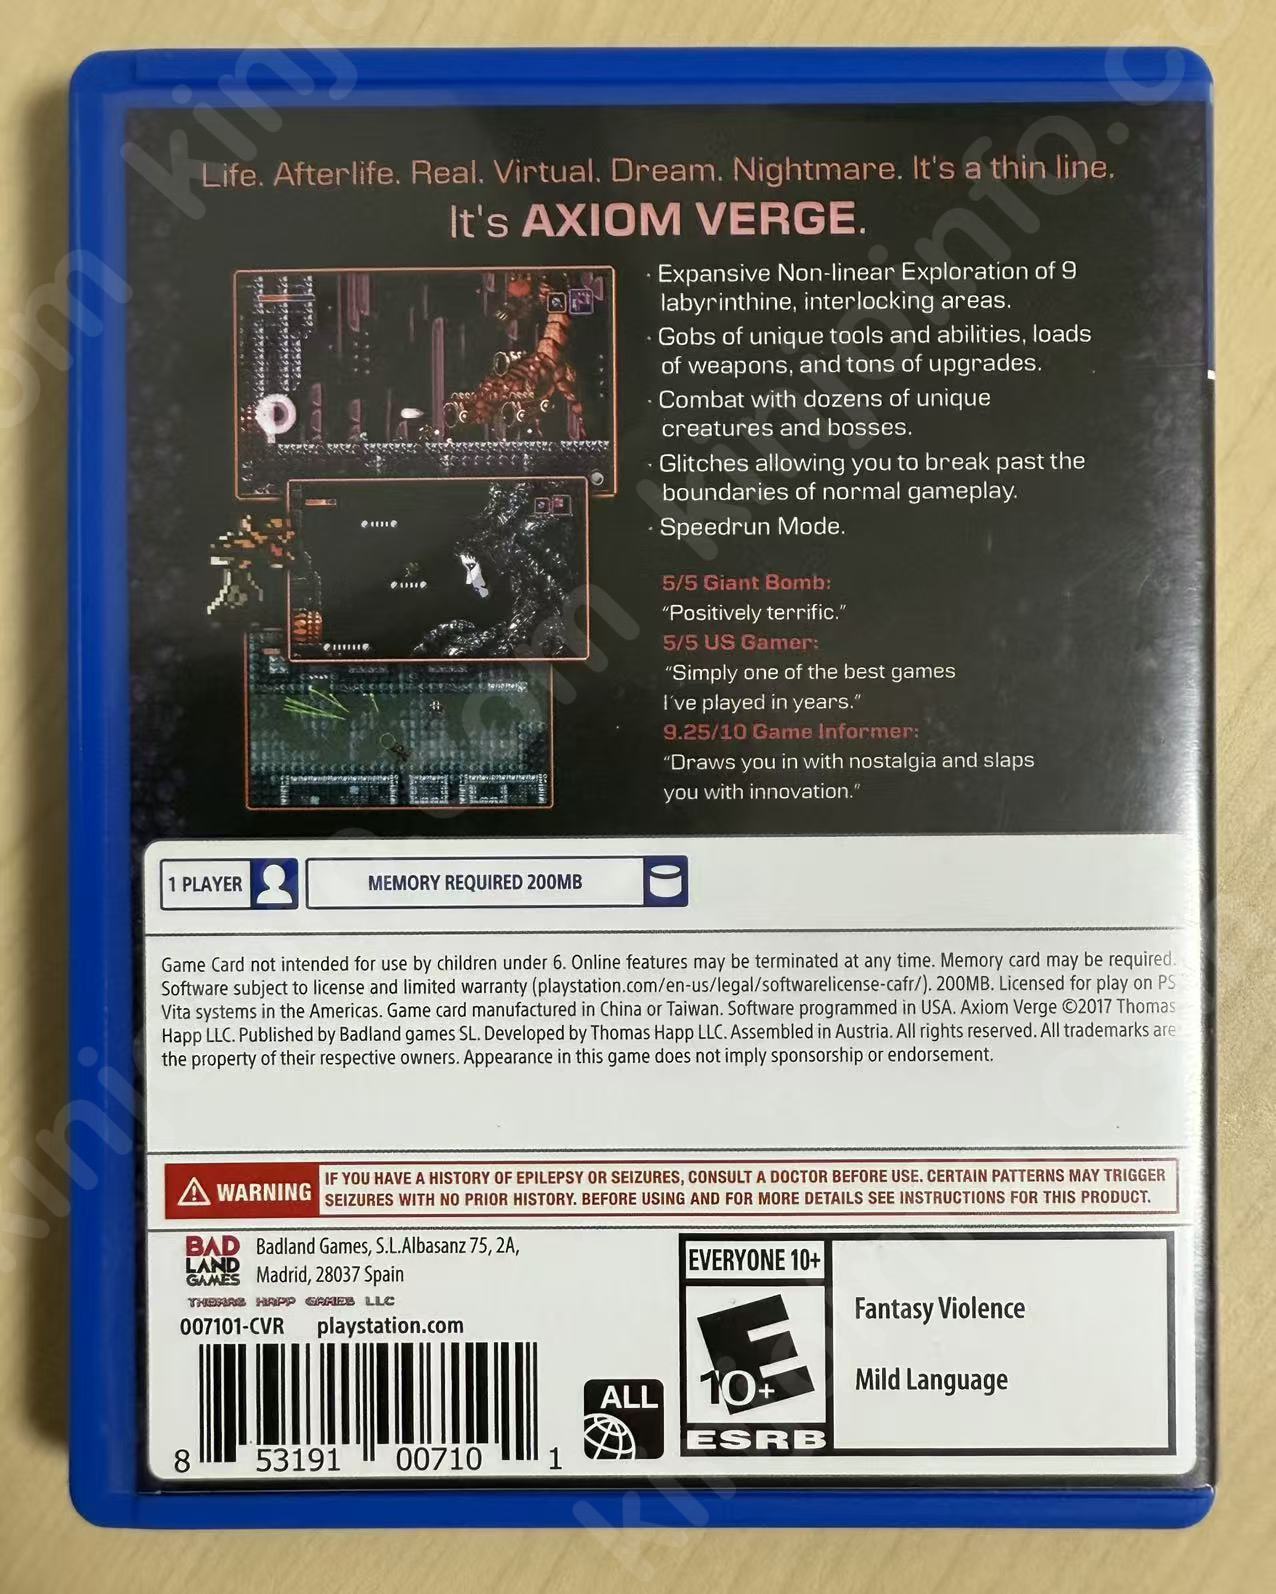 Life. Afterlife. Real. Virtual. Dream. Nightmare. It's a thin line.
It's AXIOM VERGE.
· Expansive Non-linear Exploration of 9
labyrinthine, interlocking areas.
· Gobs of unique tools and abilities, loads
of weapons, and tons of upgrades.
· Combat with dozens of unique
creatures and bosses.
· Glitches allowing you to break past the
boundaries of normal gameplay.
· Speedrun Mode.
5/5 Giant Bomb:
“Positively terrific.”
5/5 US Gamer:
“Simply one of the best games
I've played in years.”
9.25/10 Game Informer:
“Draws you in with nostalgia and slaps
you with innovation.”
1 PLAYER
MEMORY REQUIRED 200MB
Game Card not intended for use by children under 6. Online features may be terminated at any time. Memory card may be required.
Software subject to license and limited warranty (playstation.com/en-us/legal/softwarelicense-cafr/). 200MB. Licensed for play on PS
Vita systems in the Americas. Game card manufactured in China or Taiwan. Software programmed in USA. Axiom Verge ©2017 Thomas
Happ LLC. Published by Badland games SL. Developed by Thomas Happ LLC. Assembled in Austria. All rights reserved. All trademarks are
the property of their respective owners. Appearance in this game does not imply sponsorship or endorsement.
WARNING
IF YOU HAVE A HISTORY OF EPILEPSY OR SEIZURES, CONSULT A DOCTOR BEFORE USE. CERTAIN PATTERNS MAY TRIGGER
SEIZURES WITH NO PRIOR HISTORY. BEFORE USING AND FOR MORE DETAILS SEE INSTRUCTIONS FOR THIS PRODUCT.
BAD
LAND
GAMES
Badland Games, S.L.Albasanz 75, 2A,
Madrid, 28037 Spain
THOMAS HAPP GAMES LLC
007101-CVR playstation.com
8 53191 00710 1
ALL
EVERYONE 10+
E
10+
ESRB
Fantasy Violence
Mild Language
kinjoinfo.com